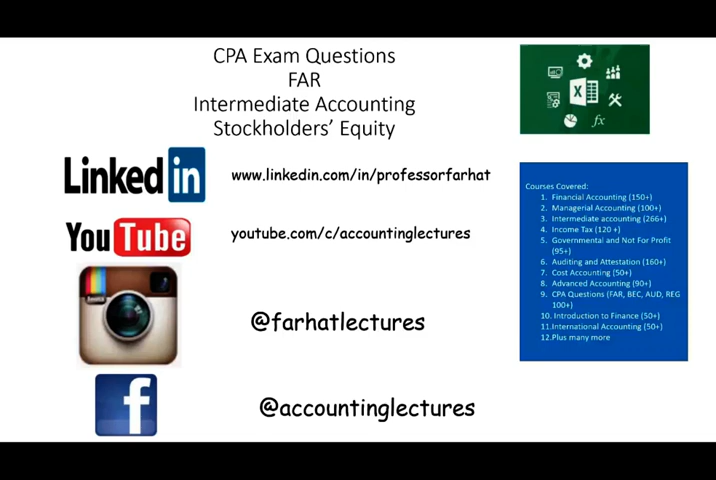 CPA Exam Questions
FAR
Intermediate Accounting
Stockholders' Equity
Linked in
www.linkedin.com/in/professorfarhat
YouTube
youtube.com/c/accountinglectures
@farhatlectures
f
@accountinglectures
X
fx
Courses Covered:
1. Financial Accounting (150+)
2. Managerial Accounting (100+)
3. Intermediate accounting (266+)
4. Income Tax (120 +)
5. Governmental and Not For Profit
(95+)
6. Auditing and Attestation (160+)
7. Cost Accounting (50+)
8. Advanced Accounting (90+)
9. CPA Questions (FAR, BEC, AUD, REG
100+)
10. Introduction to Finance (50+)
11.International Accounting (50+)
12.Plus many more